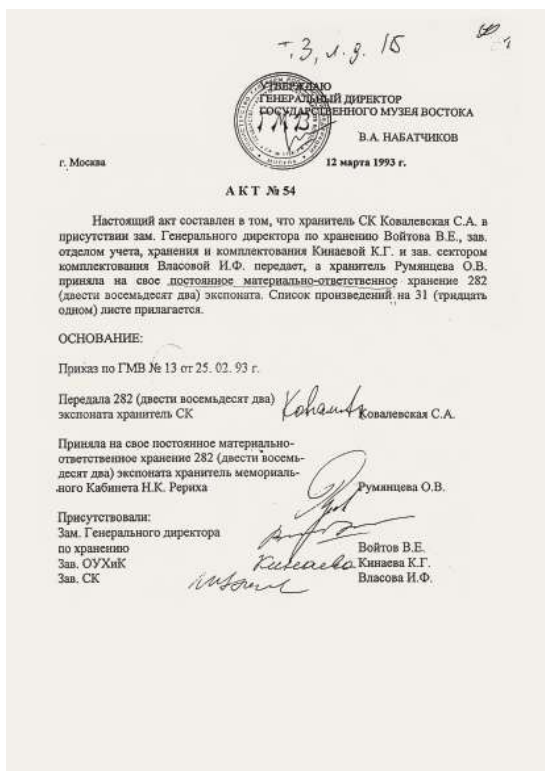 т.3, л.д. 15
УТВЕРЖДАЮ
ГЕНЕРАЛЬНЫЙ ДИРЕКТОР
ГОСУДАРСТВЕННОГО МУЗЕЯ ВОСТОКА
ГМВ
В.А. НАБАТЧИКОВ
г. Москва 12 марта 1993 г.
А К Т № 54
Настоящий акт составлен в том, что хранитель СК Ковалевская С.А. в
присутствии зам. Генерального директора по хранению Войтова В.Е., зав.
отделом учета, хранения и комплектования Кинаевой К.Г. и зав. сектором
комплектования Власовой И.Ф. передает, а хранитель Румянцева О.В.
приняла на свое постоянное материально-ответственное хранение 282
(двести восемьдесят два) экспоната. Список произведений на 31 (тридцать
одном) листе прилагается.
ОСНОВАНИЕ:
Приказ по ГМВ № 13 от 25. 02. 93 г.
Передала 282 (двести восемьдесят два)
экспоната хранитель СК Ковалевская С.А.
Приняла на свое постоянное материально-
ответственное хранение 282 (двести восемь-
десят два) экспоната хранитель мемориаль-
ного Кабинета Н.К. Рериха Румянцева О.В.
Присутствовали:
Зам. Генерального директора
по хранению Войтов В.Е.
Зав. ОУХиК Кинаева Кинаева К.Г.
Зав. СК Власова И.Ф.